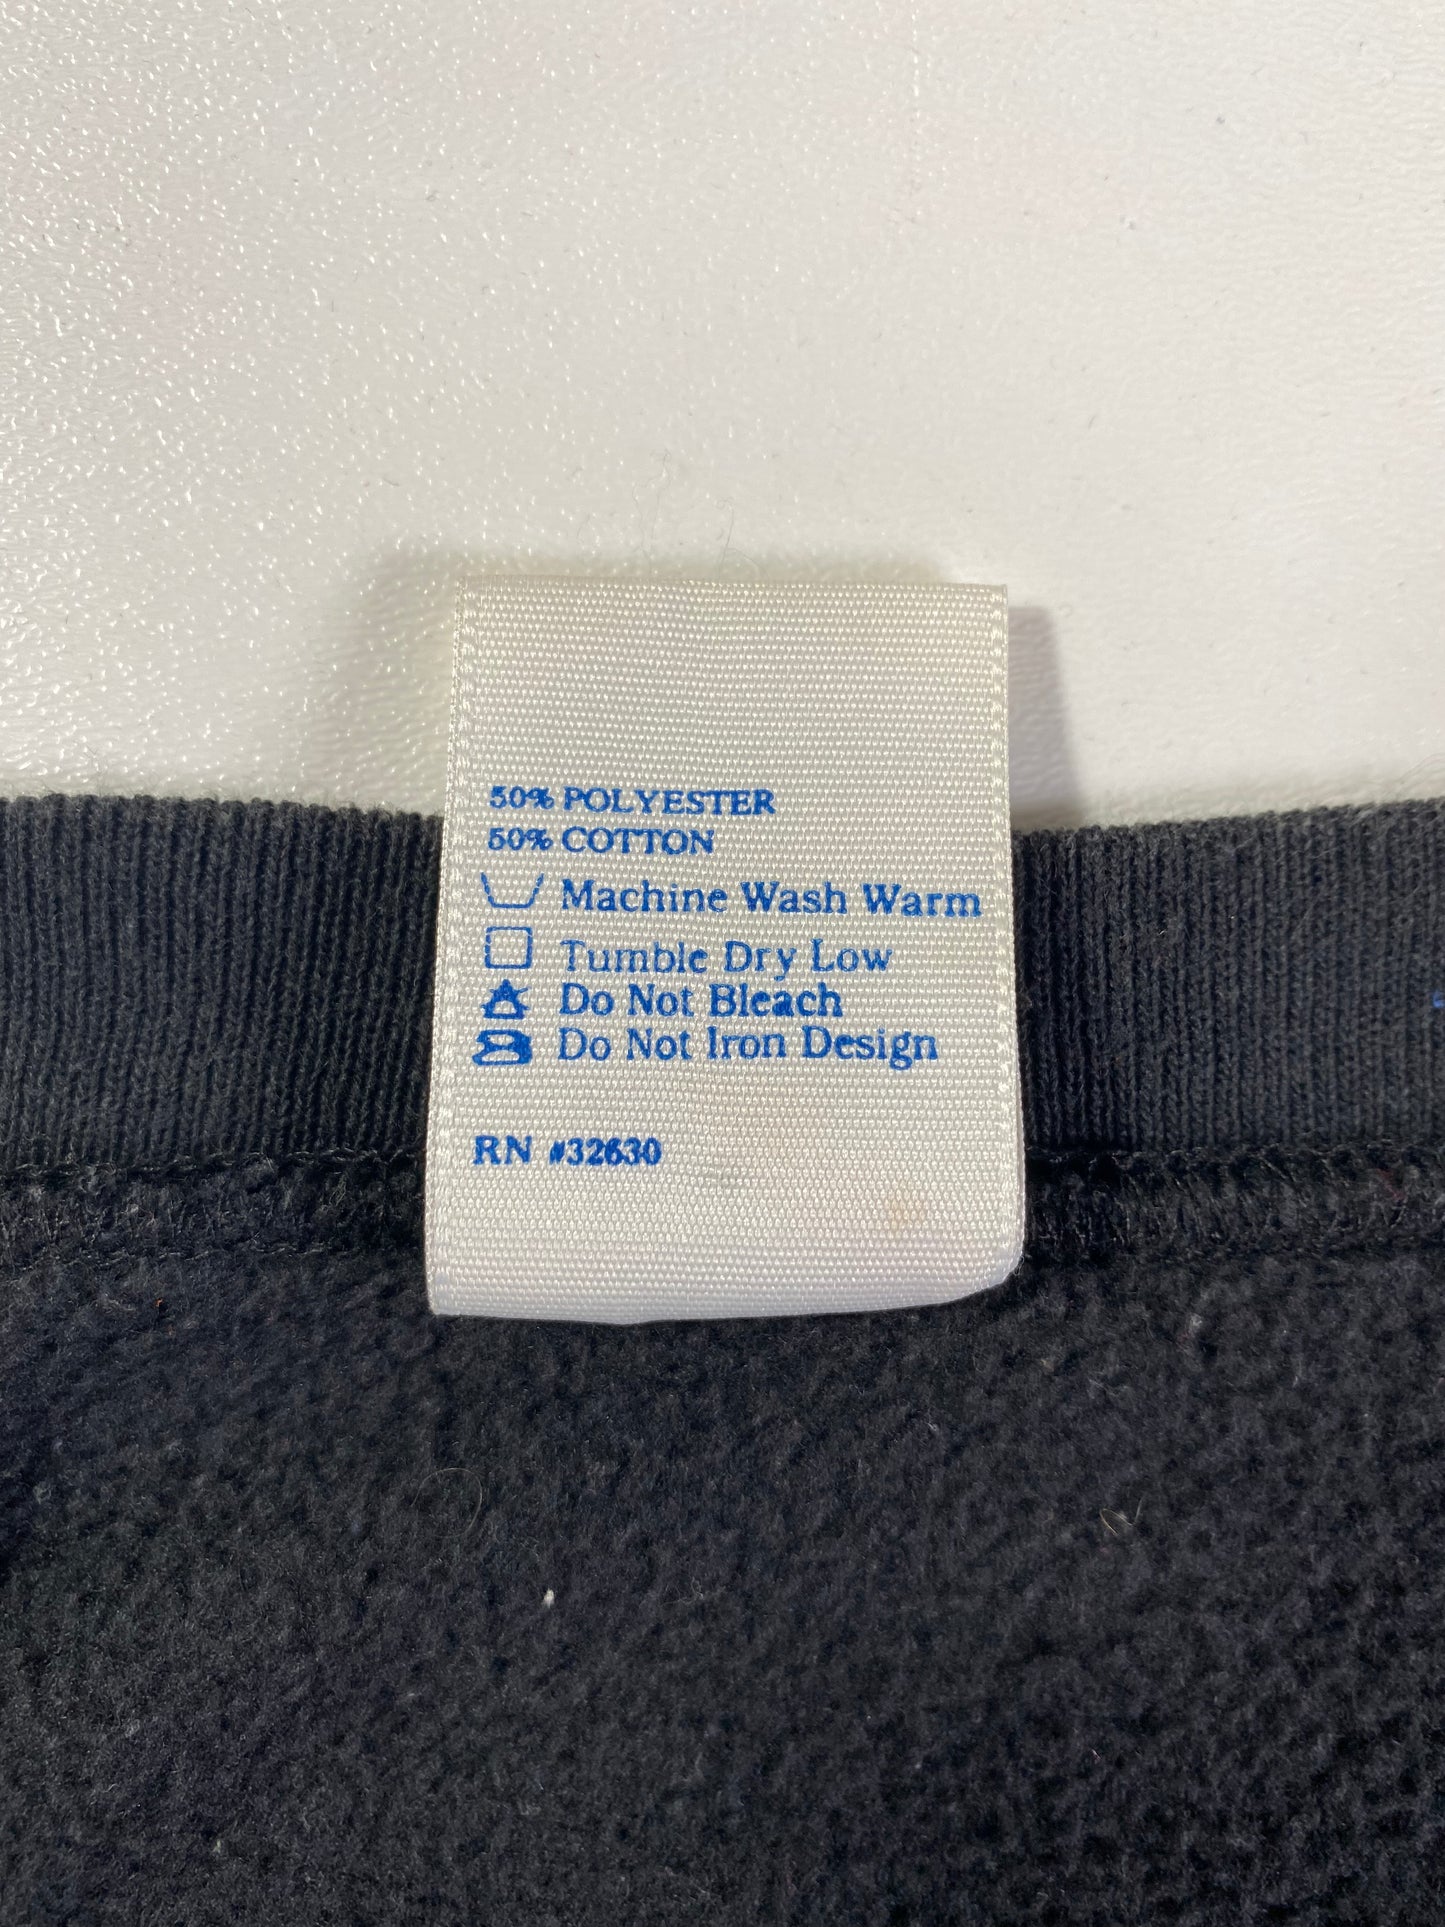 50% POLYESTER
50% COTTON
Machine Wash Warm
Tumble Dry Low
Do Not Bleach
Do Not Iron Design
RN #32630